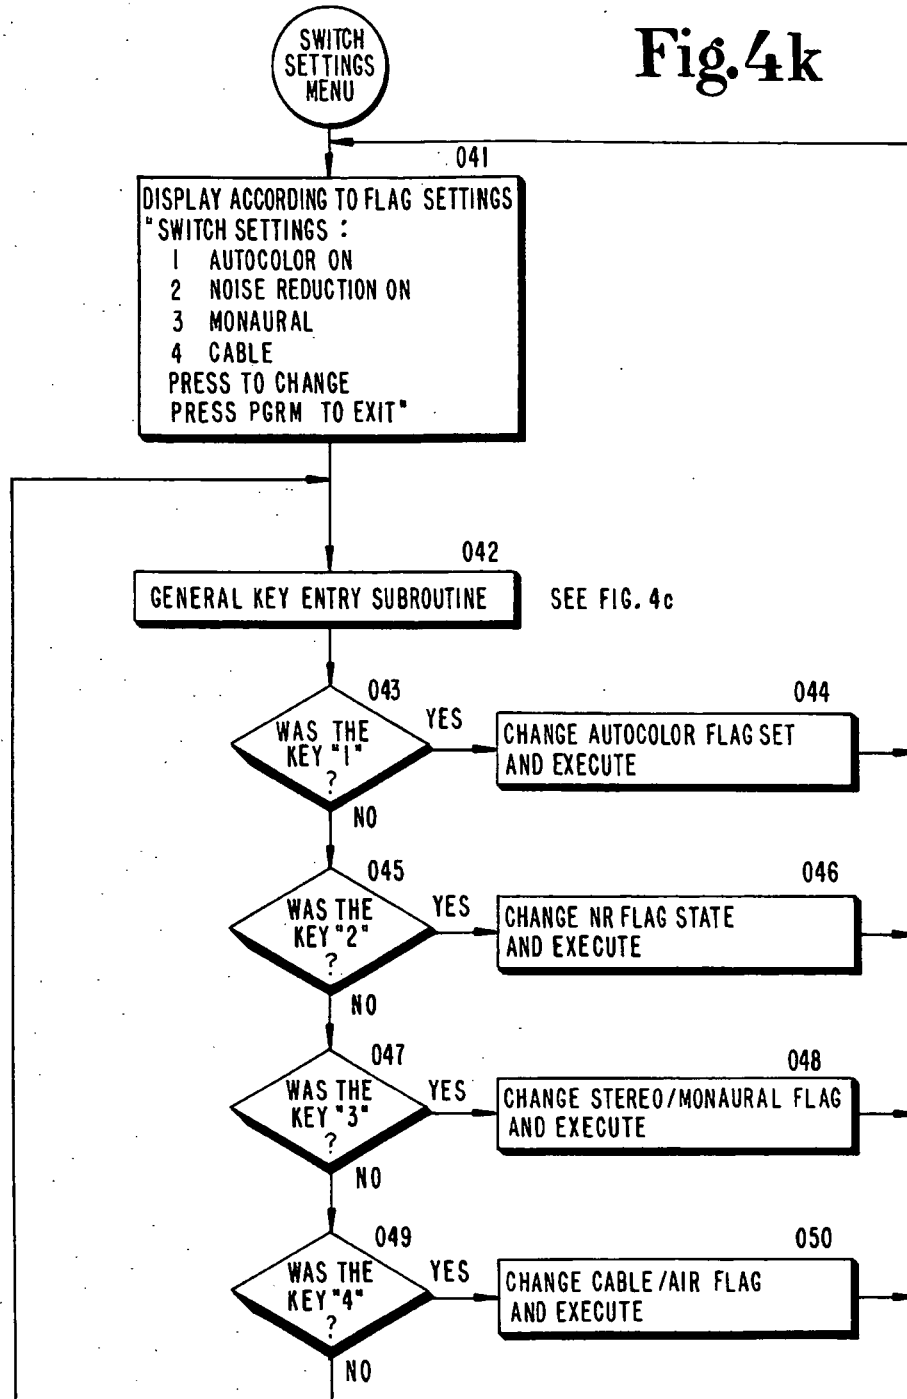 SWITCH
SETTINGS
MENU
Fig.4k
041
DISPLAY ACCORDING TO FLAG SETTINGS
"SWITCH SETTINGS :
1 AUTOCOLOR ON
2 NOISE REDUCTION ON
3 MONAURAL
4 CABLE
PRESS TO CHANGE
PRESS PGRM TO EXIT"
042
GENERAL KEY ENTRY SUBROUTINE
SEE FIG. 4c
043
WAS THE
KEY "1"
?
YES
NO
044
CHANGE AUTOCOLOR FLAG SET
AND EXECUTE
045
WAS THE
KEY "2"
?
YES
NO
046
CHANGE NR FLAG STATE
AND EXECUTE
047
WAS THE
KEY "3"
?
YES
NO
048
CHANGE STEREO/MONAURAL FLAG
AND EXECUTE
049
WAS THE
KEY "4"
?
YES
NO
050
CHANGE CABLE/AIR FLAG
AND EXECUTE